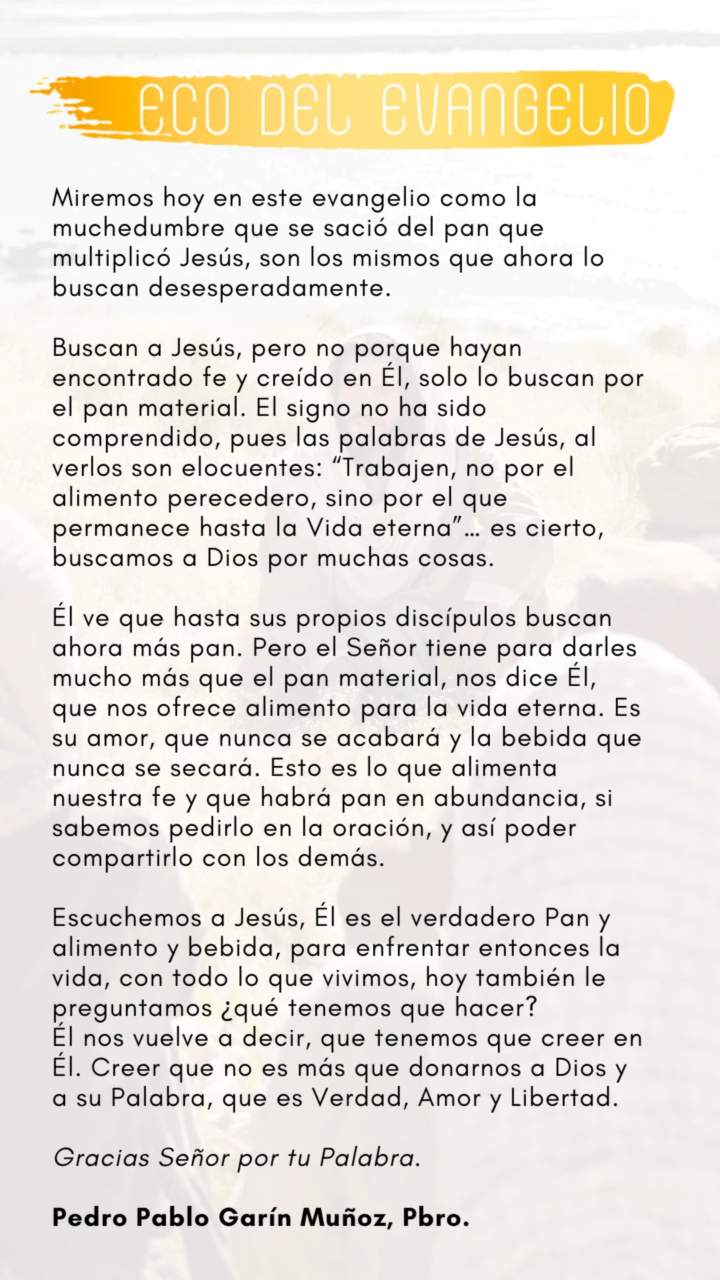 ECO DEL EVANGELIO
Miremos hoy en este evangelio como la
muchedumbre que se sació del pan que
multiplicó Jesús, son los mismos que ahora lo
buscan desesperadamente.
Buscan a Jesús, pero no porque hayan
encontrado fe y creído en Él, solo lo buscan por
el pan material. El signo no ha sido
comprendido, pues las palabras de Jesús, al
verlos son elocuentes: “Trabajen, no por el
alimento perecedero, sino por el que
permanece hasta la Vida eterna”... es cierto,
buscamos a Dios por muchas cosas.
Él ve que hasta sus propios discípulos buscan
ahora más pan. Pero el Señor tiene para darles
mucho más que el pan material, nos dice Él,
que nos ofrece alimento para la vida eterna. Es
su amor, que nunca se acabará y la bebida que
nunca se secará. Esto es lo que alimenta
nuestra fe y que habrá pan en abundancia, si
sabemos pedirlo en la oración, y así poder
compartirlo con los demás.
Escuchemos a Jesús, Él es el verdadero Pan y
alimento y bebida, para enfrentar entonces la
vida, con todo lo que vivimos, hoy también le
preguntamos ¿qué tenemos que hacer?
Él nos vuelve a decir, que tenemos que creer en
Él. Creer que no es más que donarnos a Dios y
a su Palabra, que es Verdad, Amor y Libertad.
Gracias Señor por tu Palabra.
Pedro Pablo Garín Muñoz, Pbro.